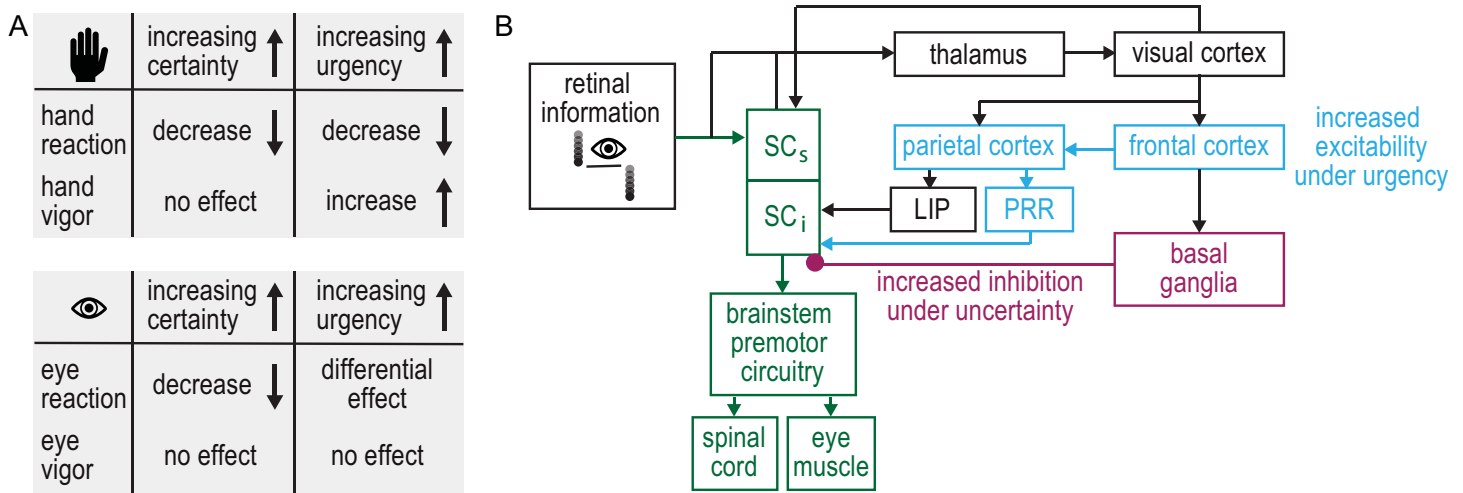 A
increasing
certainty
increasing
urgency
hand
reaction
decrease
decrease
hand
vigor
no effect
increase
increasing
certainty
increasing
urgency
eye
reaction
decrease
differential
effect
eye
vigor
no effect
no effect
B
retinal
information
thalamus
visual cortex
SCs
SCi
parietal cortex
frontal cortex
increased
excitability
under urgency
LIP
PRR
basal
ganglia
increased inhibition
under uncertainty
brainstem
premotor
circuitry
spinal
cord
eye
muscle